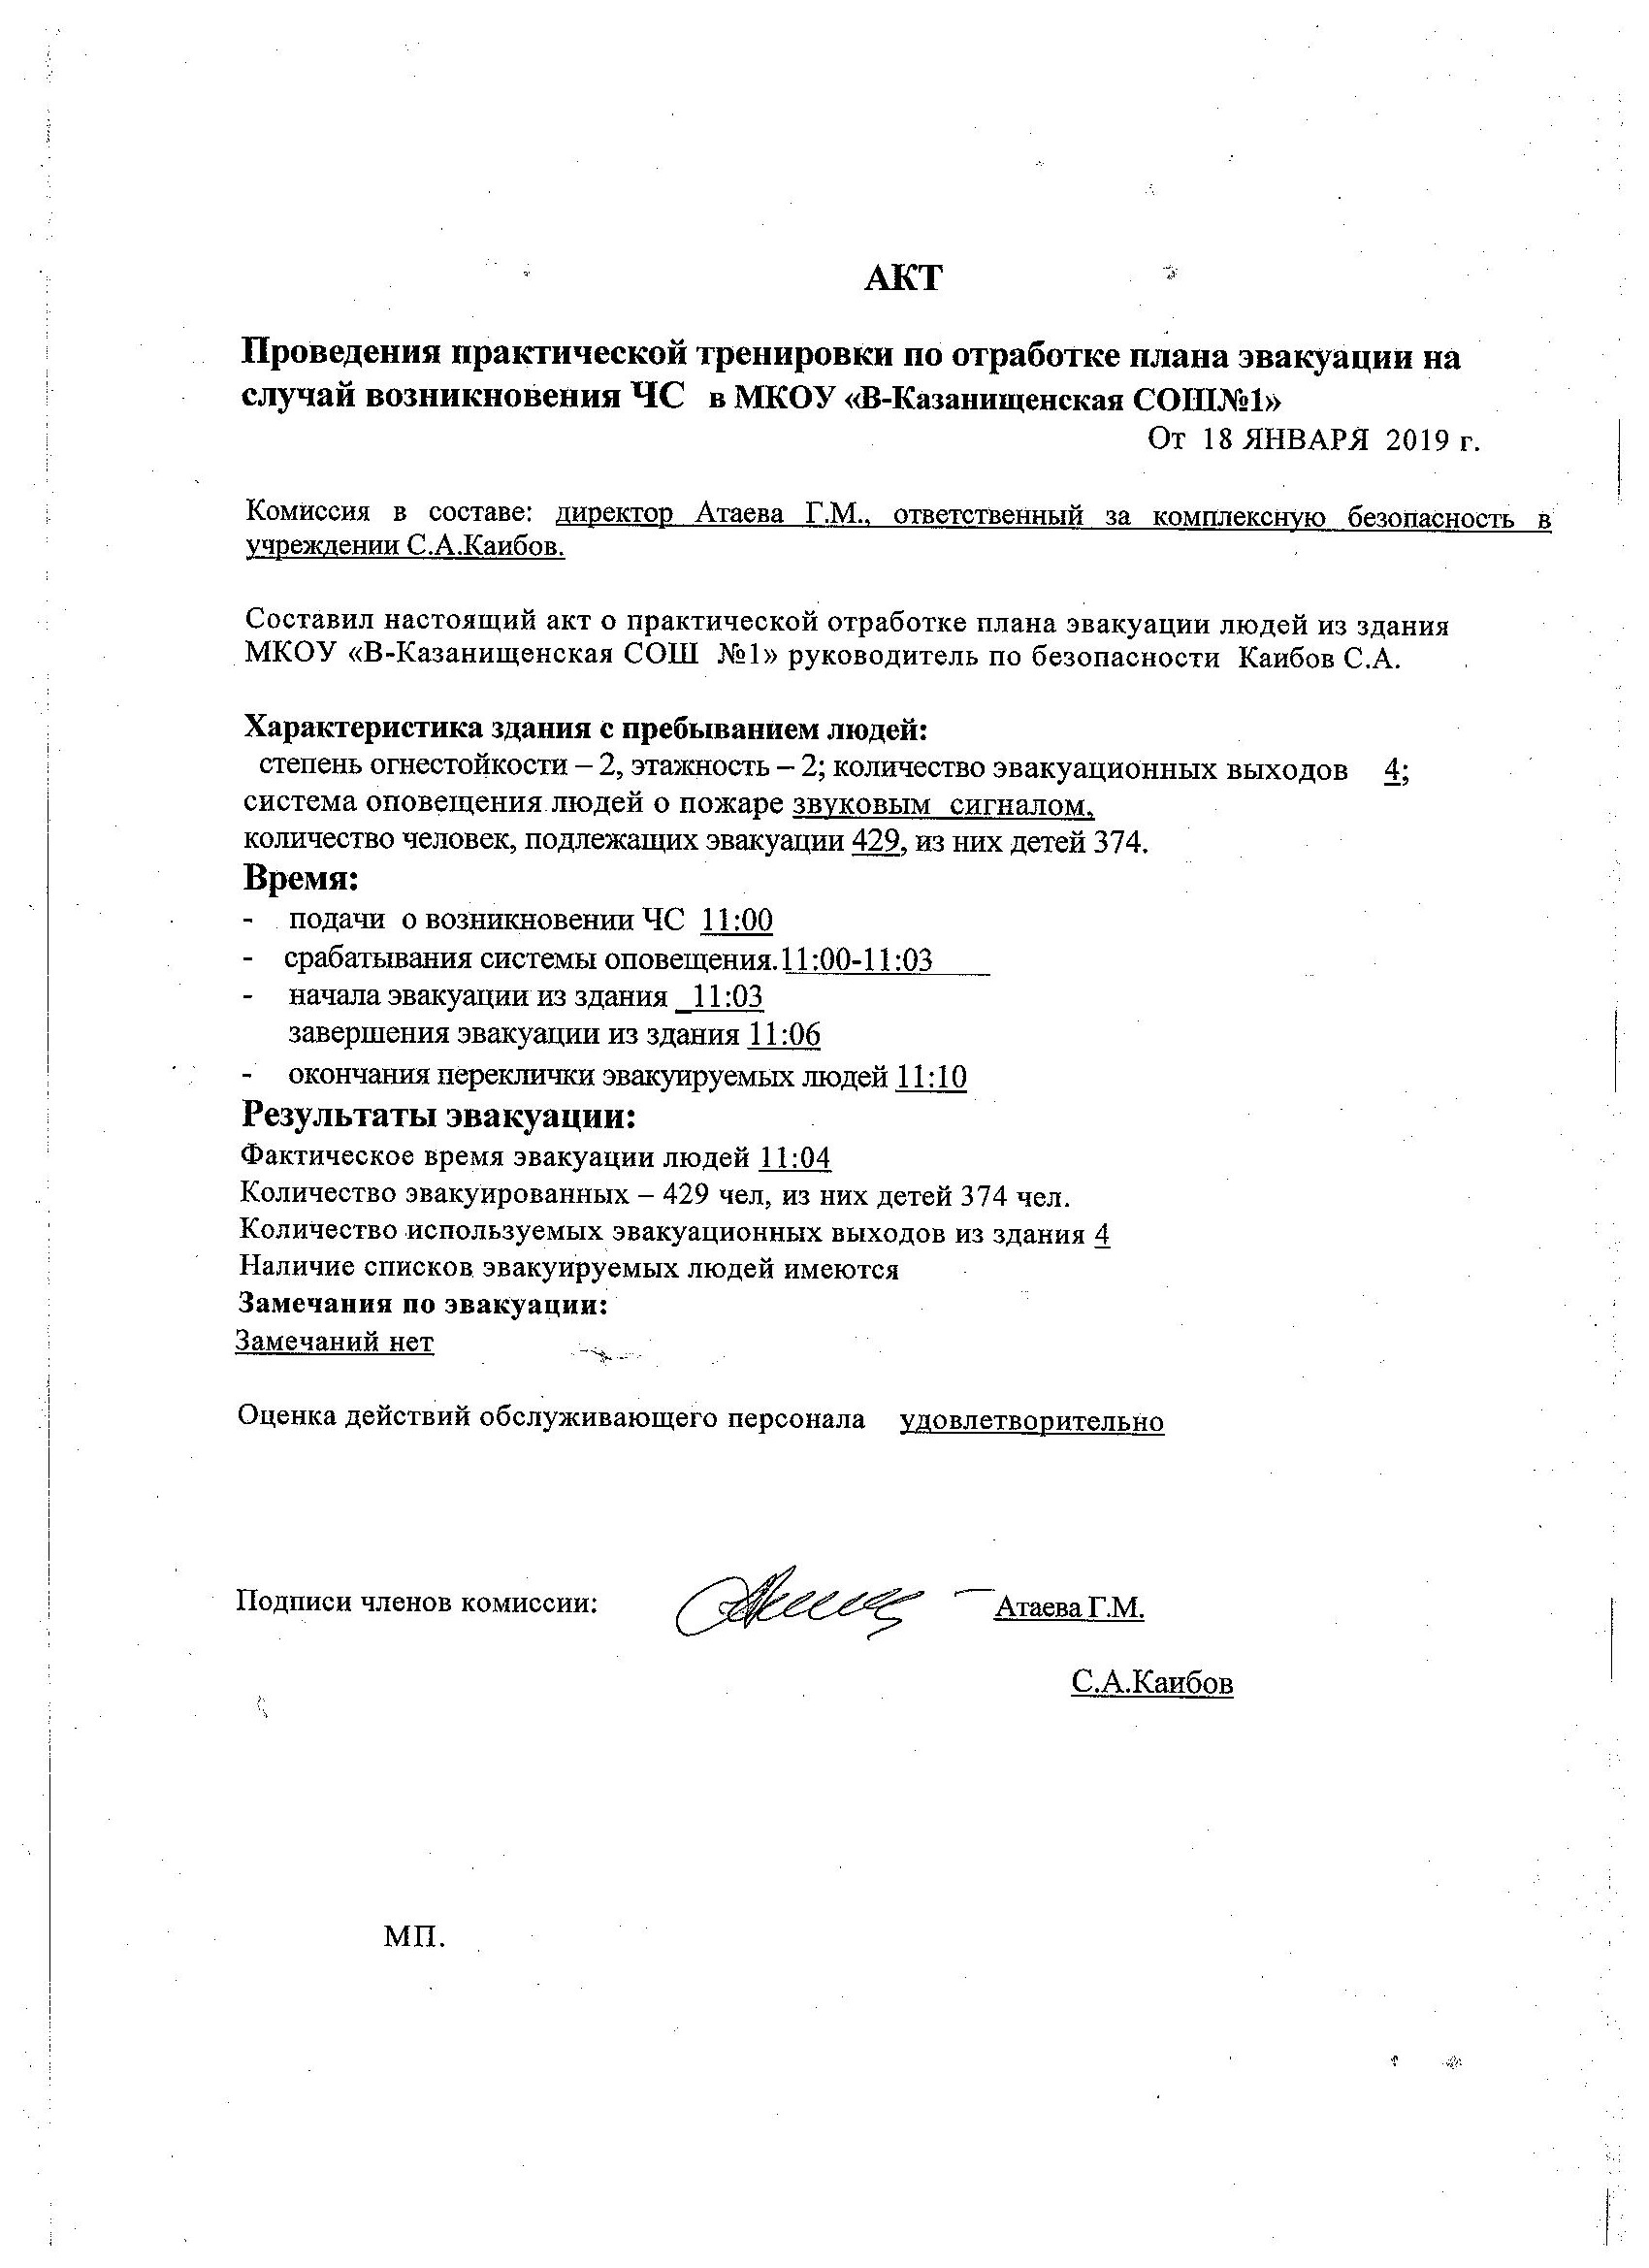 АКТ
Проведения практической тренировки по отработке плана эвакуации на
случай возникновения ЧС в МКОУ «В-Казанищенская СОШ№1»
От 18 ЯНВАРЯ 2019 г.
Комиссия в составе: директор Атаева Г.М., ответственный за комплексную безопасность в
учреждении С.А.Каибов.
Составил настоящий акт о практической отработке плана эвакуации людей из здания
МКОУ «В-Казанищенская СОШ №1» руководитель по безопасности Каибов С.А.
Характеристика здания с пребыванием людей:
степень огнестойкости – 2, этажность – 2; количество эвакуационных выходов 4;
система оповещения людей о пожаре звуковым сигналом,
количество человек, подлежащих эвакуации 429, из них детей 374.
Время:
- подачи о возникновении ЧС 11:00
- срабатывания системы оповещения.11:00-11:03
- начала эвакуации из здания _11:03
завершения эвакуации из здания 11:06
- окончания переклички эвакуируемых людей 11:10
Результаты эвакуации:
Фактическое время эвакуации людей 11:04
Количество эвакуированных – 429 чел, из них детей 374 чел.
Количество используемых эвакуационных выходов из здания 4
Наличие списков эвакуируемых людей имеются
Замечания по эвакуации:
Замечаний нет
Оценка действий обслуживающего персонала удовлетворительно
Подписи членов комиссии: Атаева Г.М.
С.А.Каибов
МП.